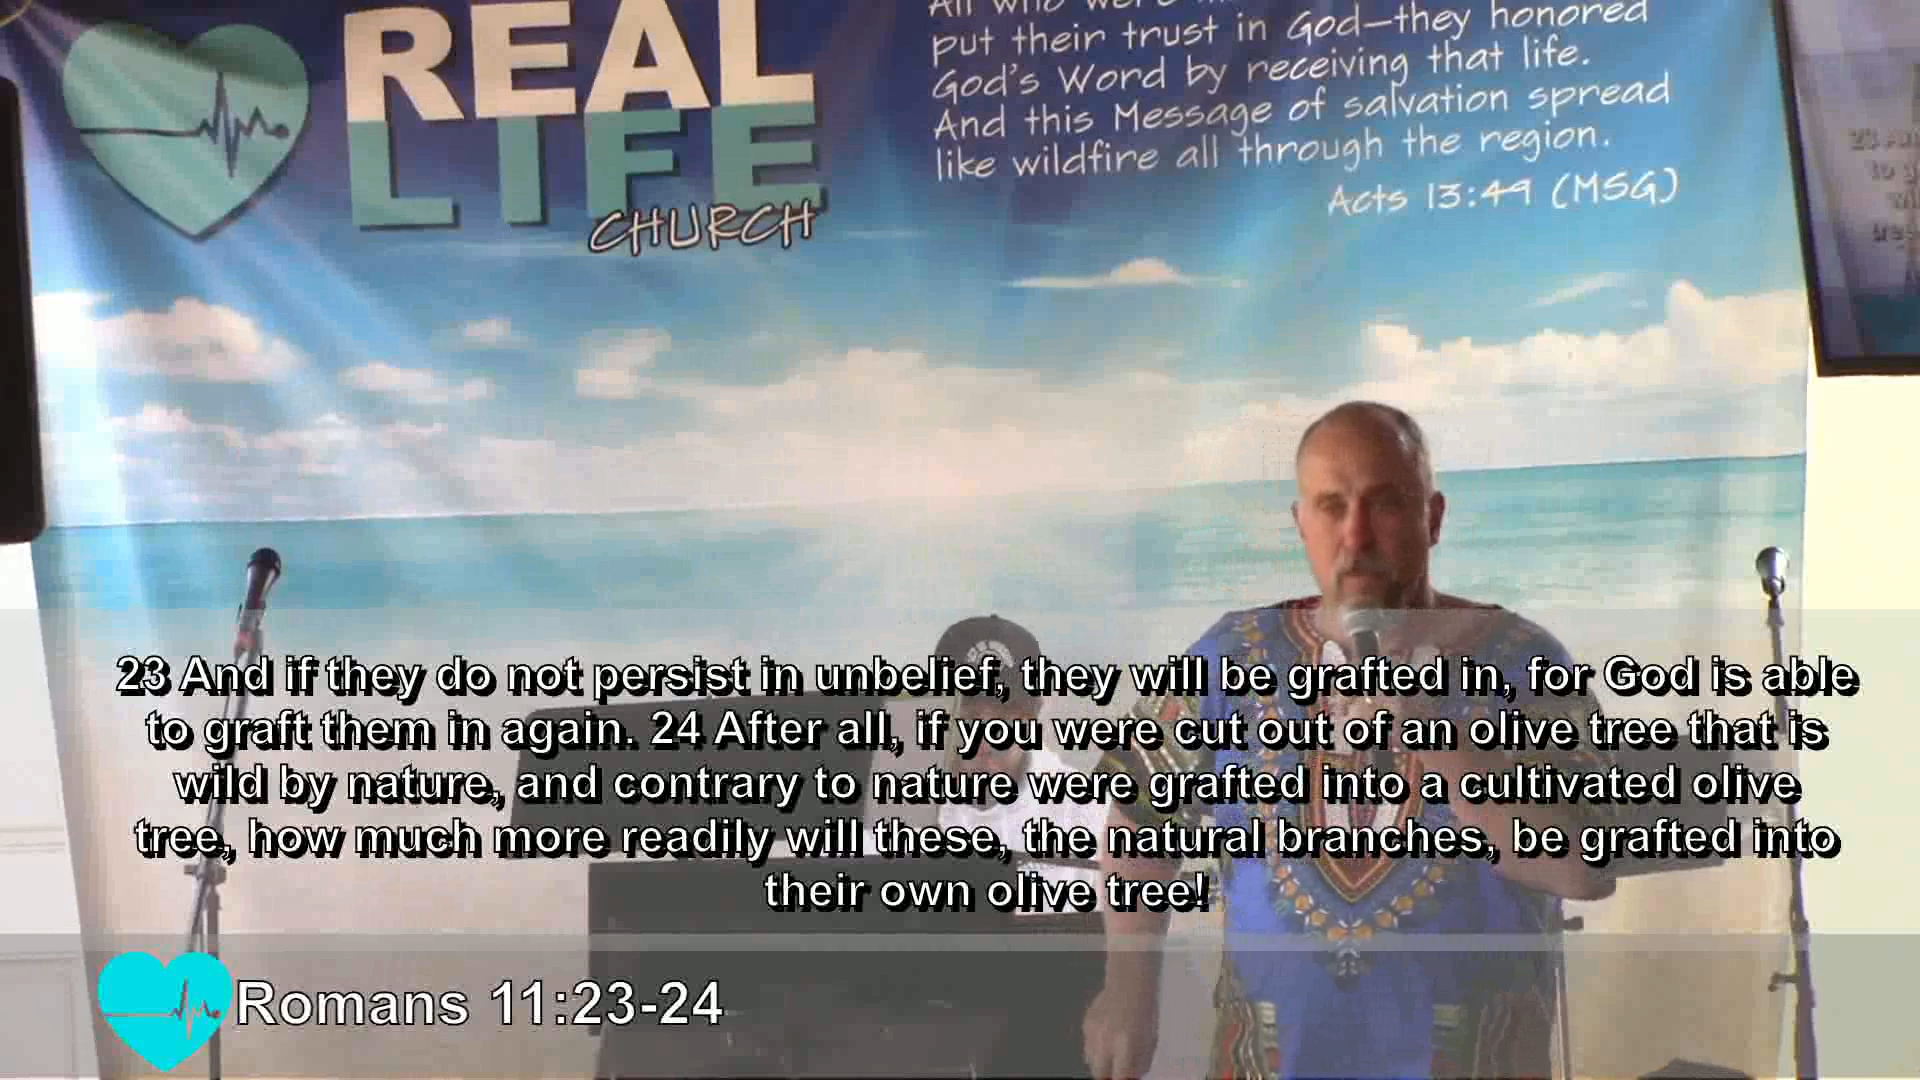 REAL
LIFE
CHURCH
All who were
put their trust in God—they honored
God's Word by receiving that life.
And this Message of salvation spread
like wildfire all through the region.
Acts 13:49 (MSG)
23 And if they do not persist in unbelief, they will be grafted in, for God is able
to graft them in again. 24 After all, if you were cut out of an olive tree that is
wild by nature, and contrary to nature were grafted into a cultivated olive
tree, how much more readily will these, the natural branches, be grafted into
their own olive tree!
Romans 11:23-24